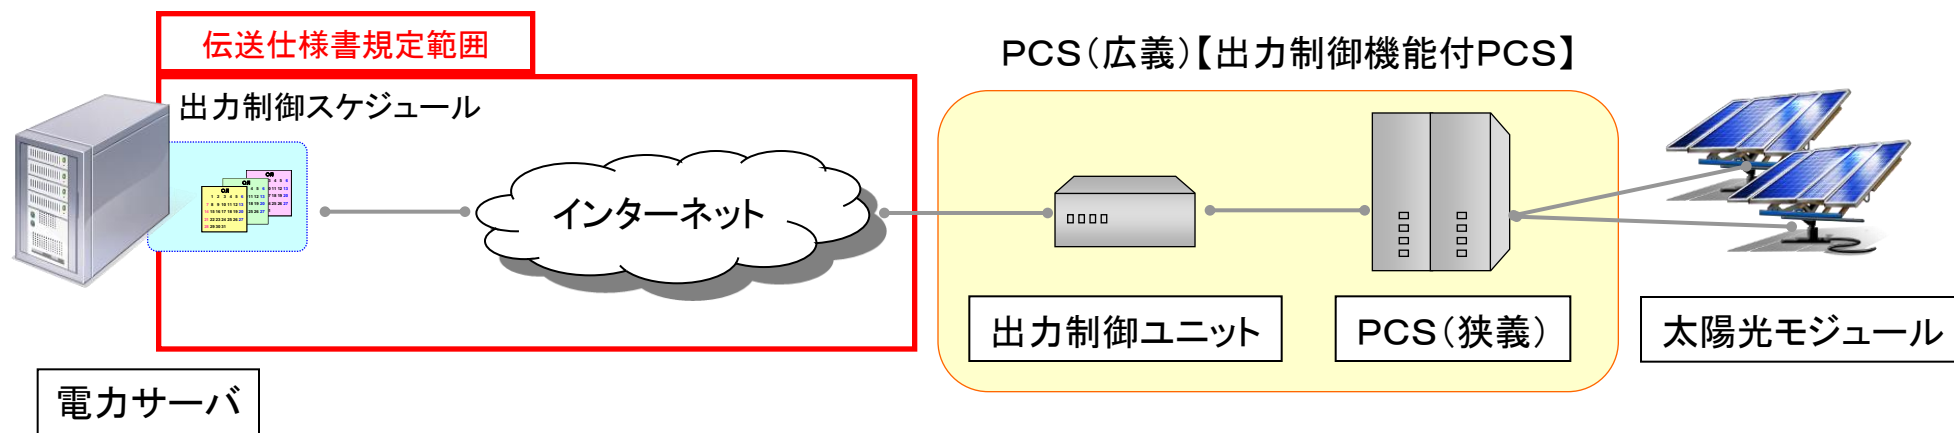 伝送仕様書規定範囲
PCS(広義)【出力制御機能付PCS】
出力制御スケジュール
インターネット
出力制御ユニット
PCS(狭義)
太陽光モジュール
電力サーバ